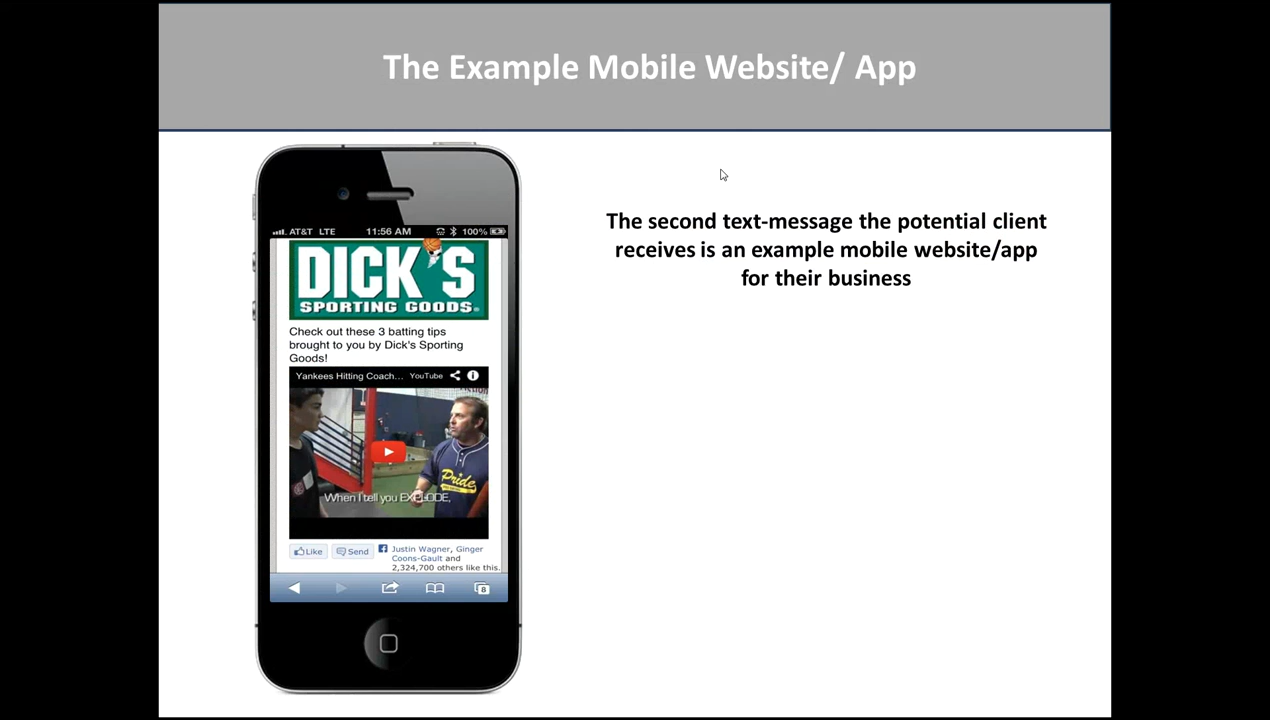 The Example Mobile Website/ App
AT&T LTE 11:56 AM 100%
DICK'S
SPORTING GOODS
Check out these 3 batting tips
brought to you by Dick's Sporting
Goods!
Yankees Hitting Coach... YouTube
Pride
When I tell you EXPLODE,
Like Send Justin Wagner, Ginger
Coons-Gault and
2,324,700 others like this.
8
The second text-message the potential client
receives is an example mobile website/app
for their business